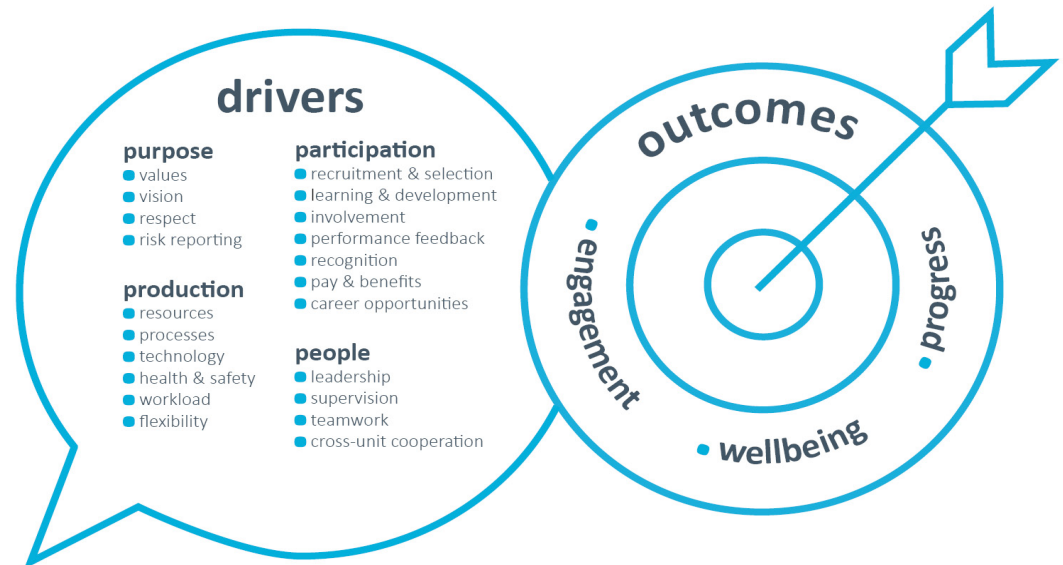 drivers
purpose
values
vision
respect
risk reporting
production
resources
processes
technology
health & safety
workload
flexibility
participation
recruitment & selection
learning & development
involvement
performance feedback
recognition
pay & benefits
career opportunities
people
leadership
supervision
teamwork
cross-unit cooperation
outcomes
engagement
wellbeing
progress